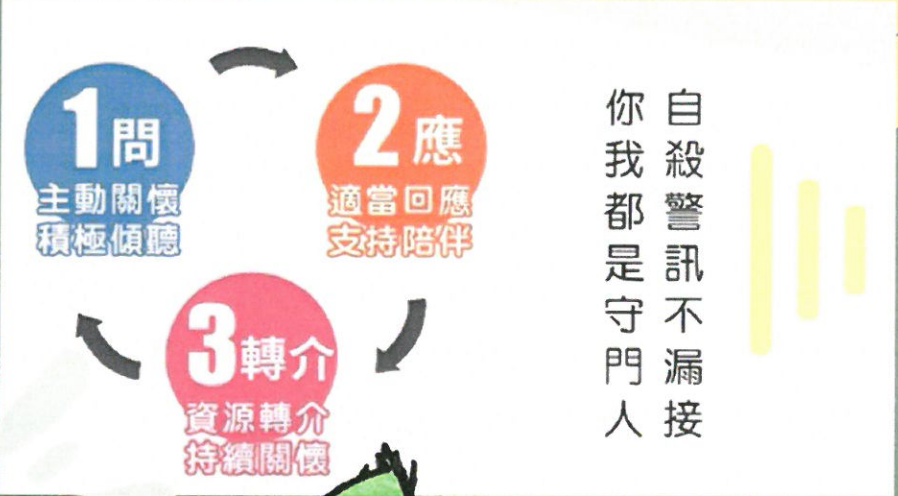 1問
主動關懷
積極傾聽
2應
適當回應
支持陪伴
3轉介
資源轉介
持續關懷
自殺警訊不漏接
你我都是守門人